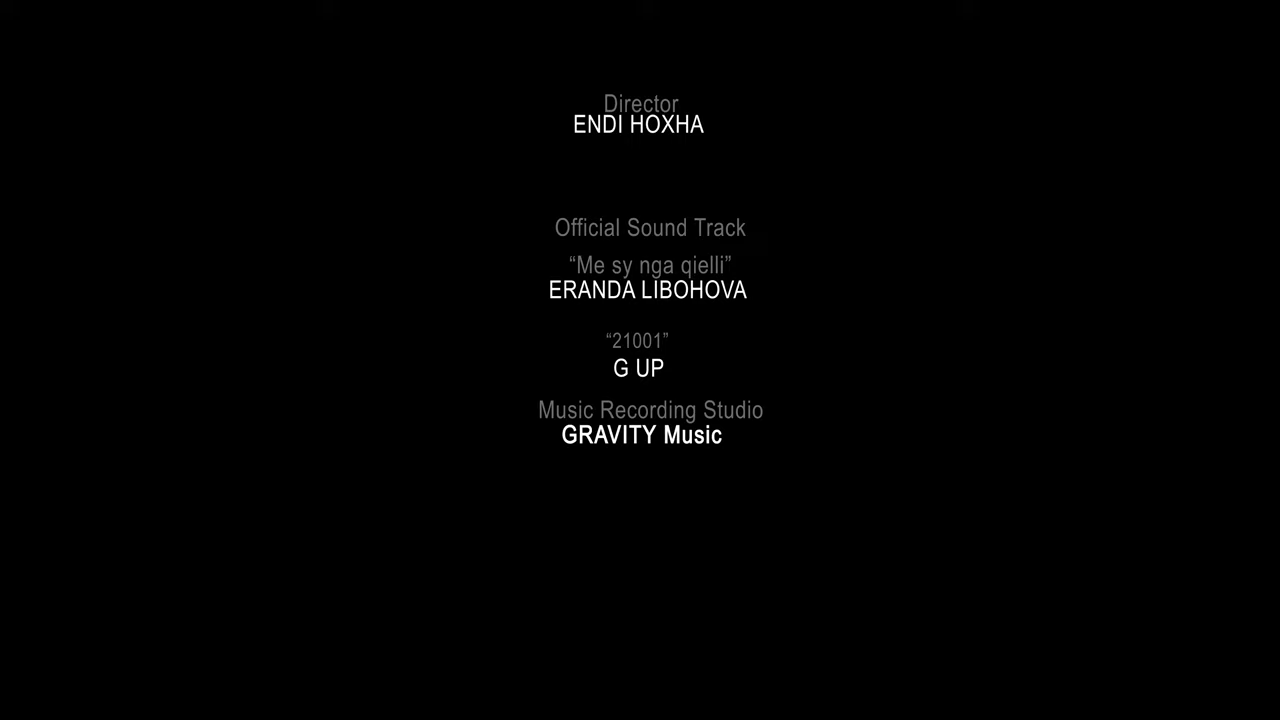 Director
ENDI HOXHA
Official Sound Track
“Me sy nga qielli”
ERANDA LIBOHOVA
“21001”
G UP
Music Recording Studio
GRAVITY Music